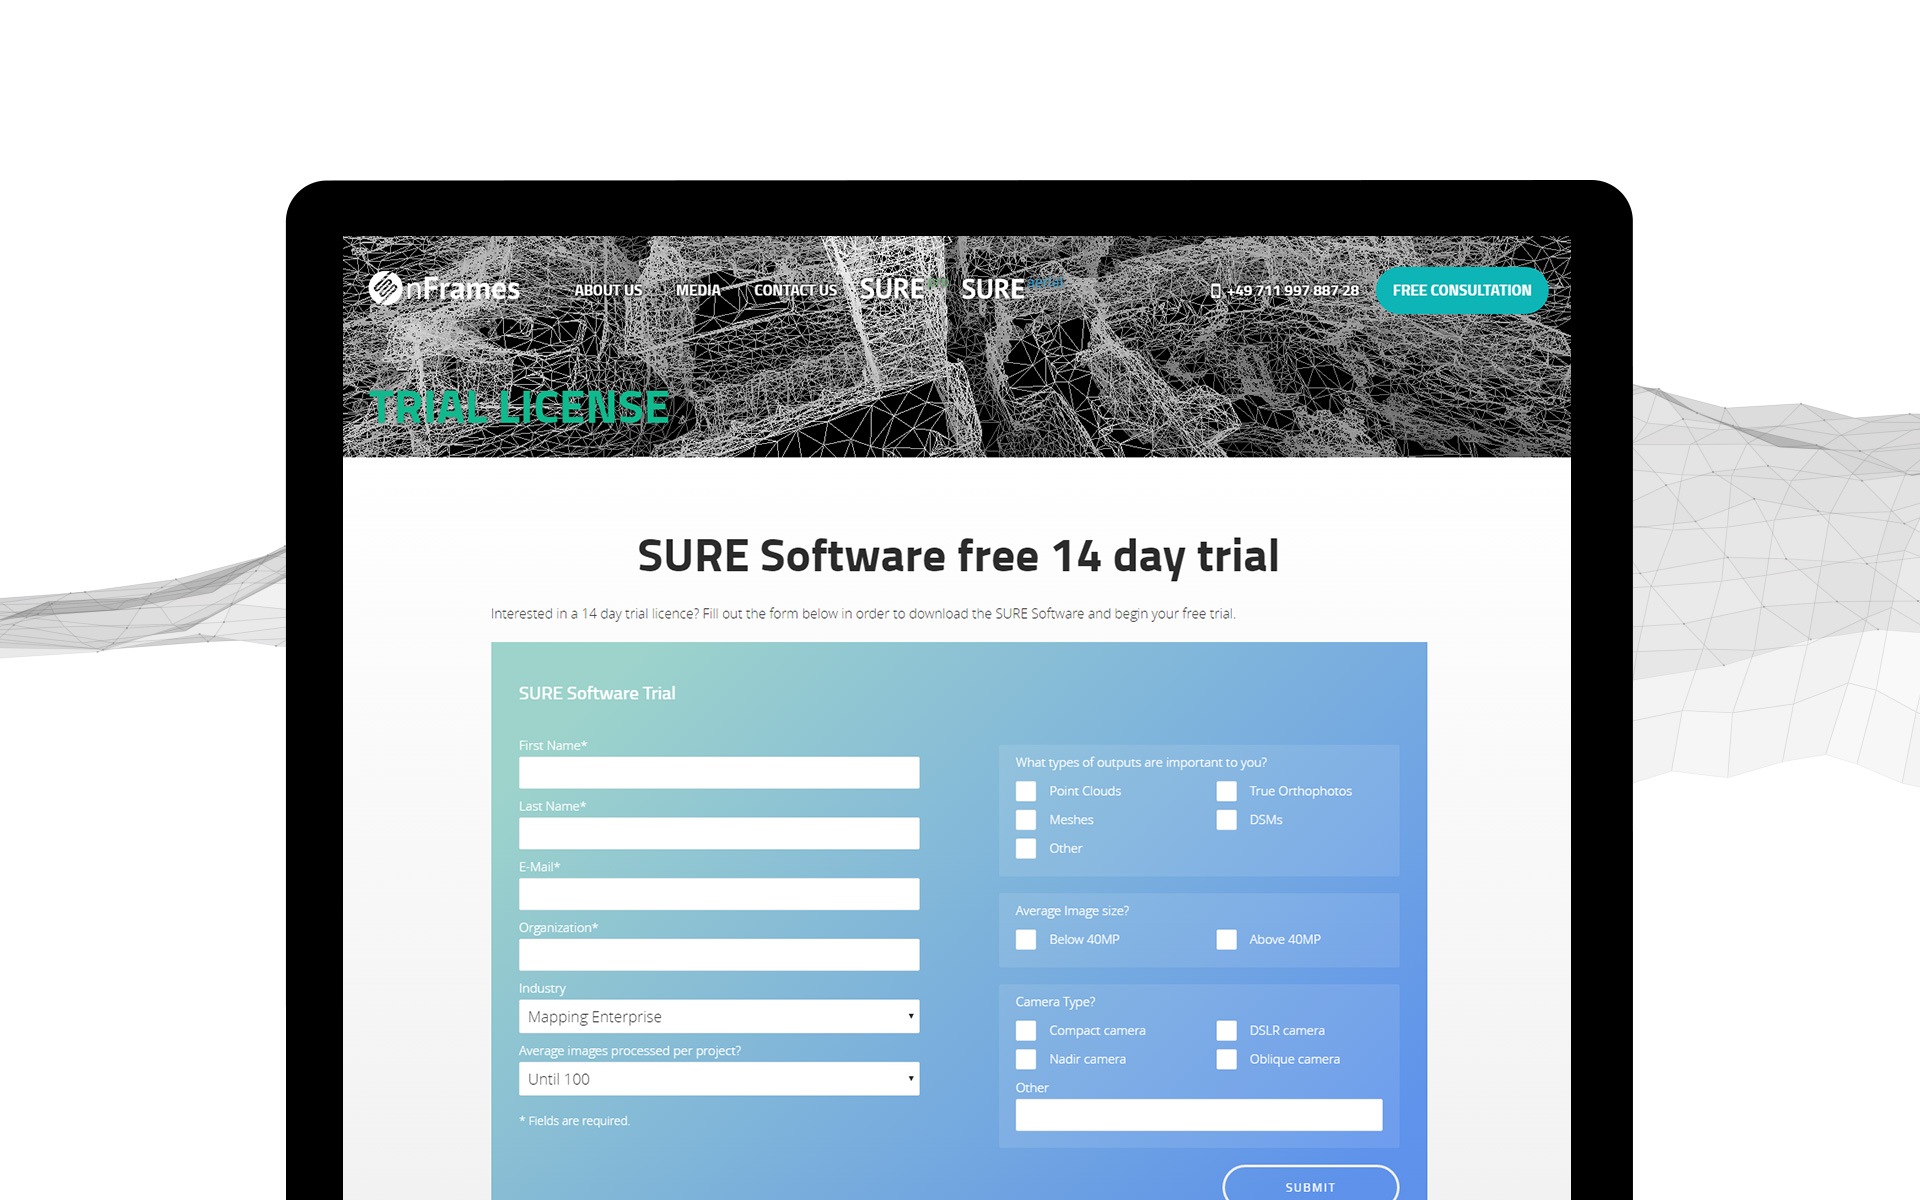 nFrames
ABOUT US
MEDIA
CONTACT US
SURE
SURE
+49 711 997 887 28
FREE CONSULTATION
TRIAL LICENSE
SURE Software free 14 day trial
Interested in a 14 day trial licence? Fill out the form below in order to download the SURE Software and begin your free trial.
SURE Software Trial
First Name*
Last Name*
E-Mail*
Organization*
Industry
Mapping Enterprise
Average images processed per project?
Until 100
* Fields are required.
What types of outputs are important to you?
Point Clouds
True Orthophotos
Meshes
DSMs
Other
Average Image size?
Below 40MP
Above 40MP
Camera Type?
Compact camera
DSLR camera
Nadir camera
Oblique camera
Other
SUBMIT